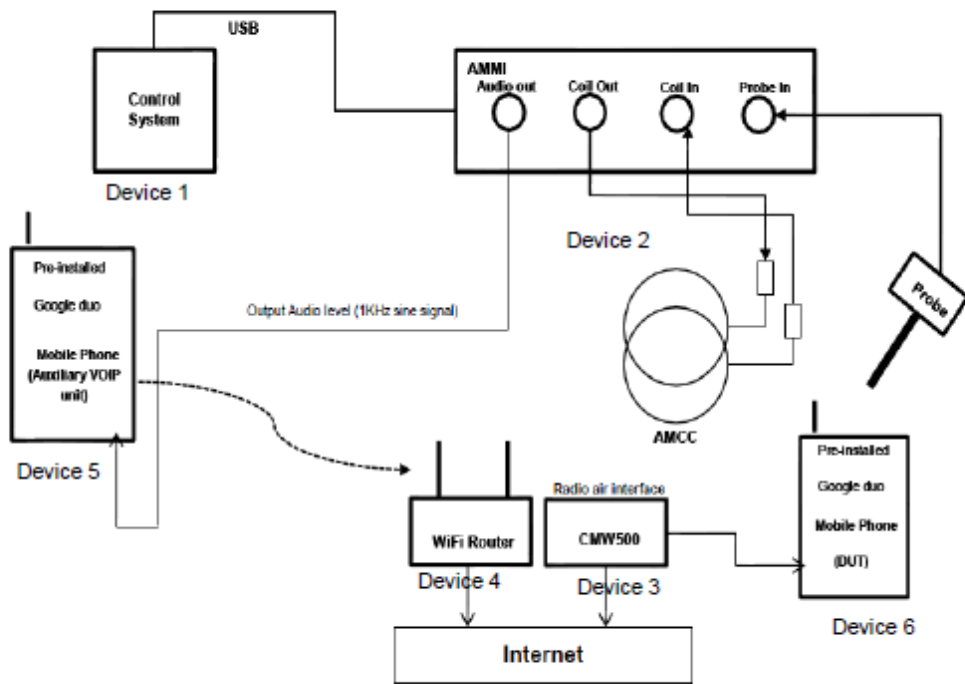 USB
AMMI
Audio out
Coil Out
Coil In
Probe In
Control
System
Device 1
Device 2
Pre-installed
Google duo
Mobile Phone
(Auxiliary VOIP
unit)
Device 5
Output Audio level (1KHz sine signal)
Probe
AMCC
Radio air interface
WiFi Router
Device 4
CMW500
Device 3
Pre-installed
Google duo
Mobile Phone
(DUT)
Device 6
Internet